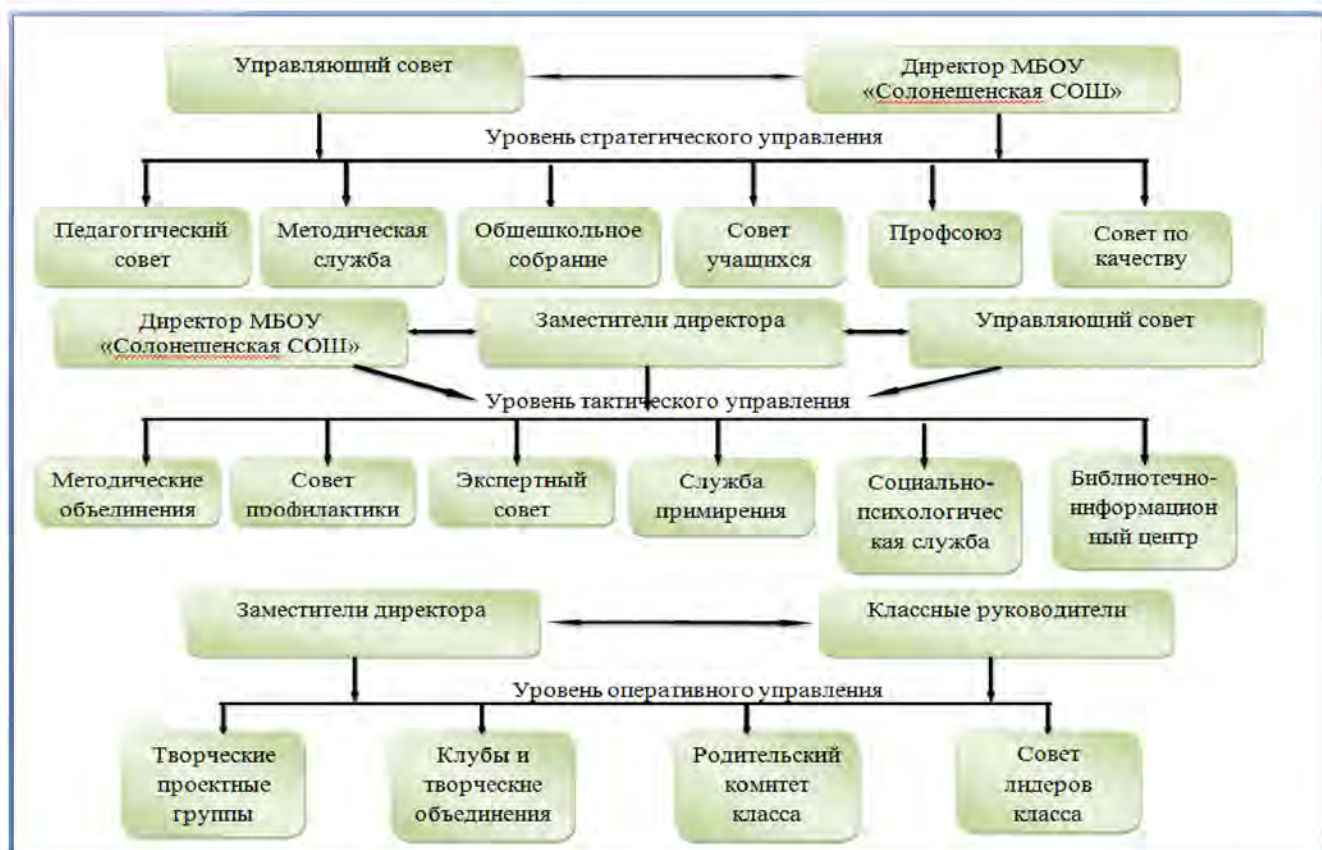 Управляющий совет
Директор МБОУ
«Солонешенская СОШ»
Уровень стратегического управления
Педагогический
совет
Методическая
служба
Обшешкольное
собрание
Совет
учашихся
Профсоюз
Совет по
качеству
Директор МБОУ
«Солонешенская СОШ»
Заместители директора
Управляющий совет
Уровень тактического управления
Методические
объединения
Совет
профилактики
Экспертный
совет
Служба
примирения
Социально-
психологичес
кая служба
Библиотечно-
информацион
ный центр
Заместители директора
Классные руководители
Уровень оперативного управления
Творческие
проектные
группы
Клубы и
творческие
объединения
Родительский
комитет
класса
Совет
лидеров
класса